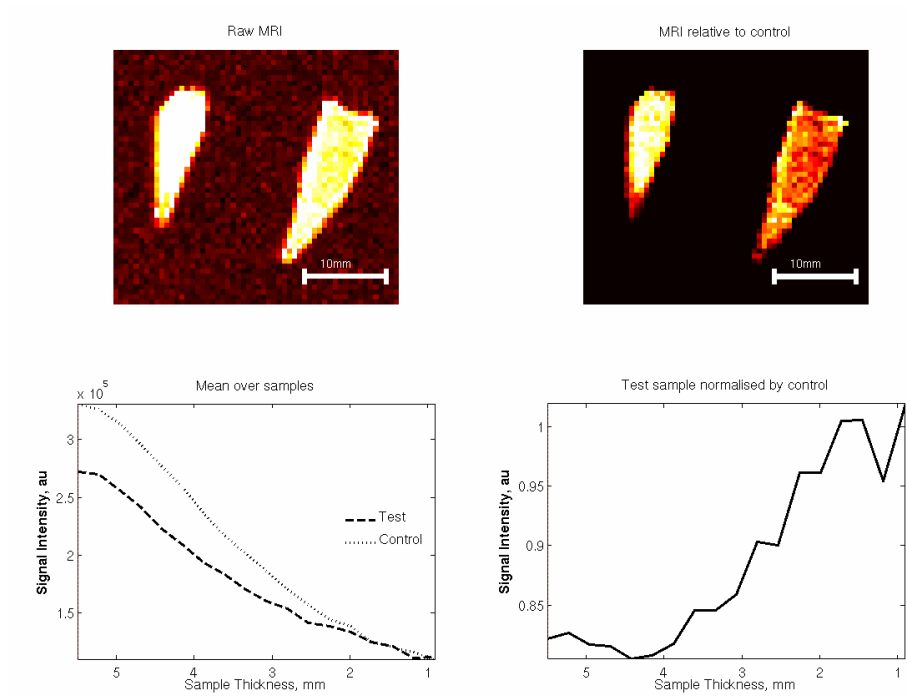 Raw MRI
MRI relative to control
10mm
10mm
Mean over samples
x 10^5
3
2.5
2
1.5
Signal Intensity, au
Test
Control
5 4 3 2 1
Sample Thickness, mm
Test sample normalised by control
1
0.95
0.9
0.85
Signal Intensity, au
5 4 3 2 1
Sample Thickness, mm